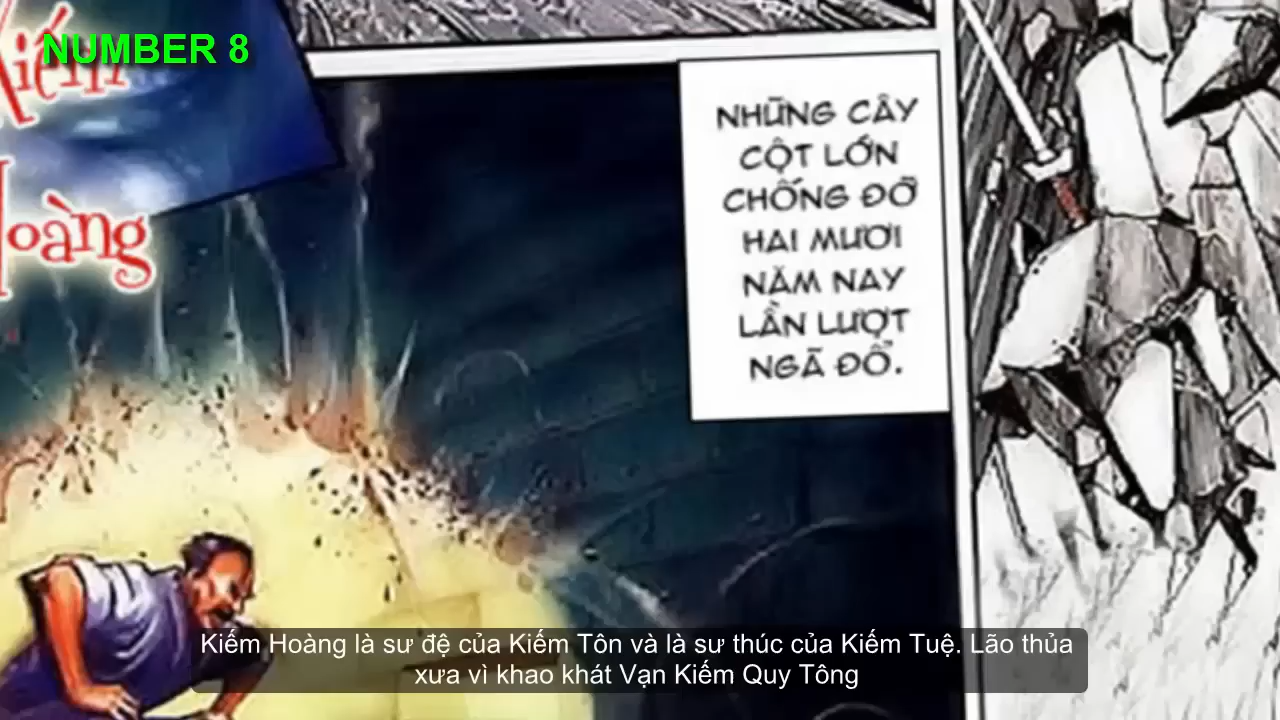 NUMBER 8
Kiếm
Hoàng
NHỮNG CÂY
CỘT LỚN
CHỐNG ĐỠ
HAI MƯƠI
NĂM NAY
LẦN LƯỢT
NGÃ ĐỔ.
Kiếm Hoàng là sư đệ của Kiếm Tôn và là sư thúc của Kiếm Tuệ. Lão thủa
xưa vì khao khát Vạn Kiếm Quy Tông